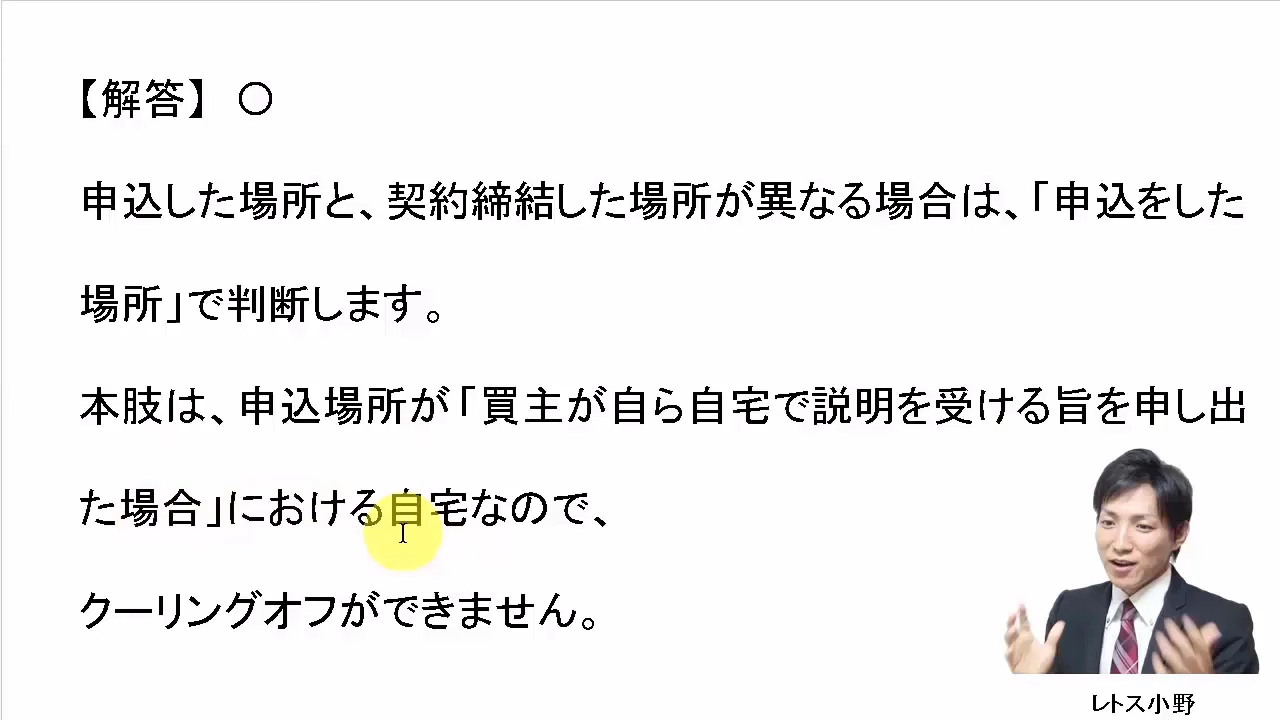 【解答】 ○
申込した場所と、契約締結した場所が異なる場合は、「申込をした
場所」で判断します。
本肢は、申込場所が「買主が自ら自宅で説明を受ける旨を申し出
た場合」における自宅なので、
クーリングオフができません。
レトス小野